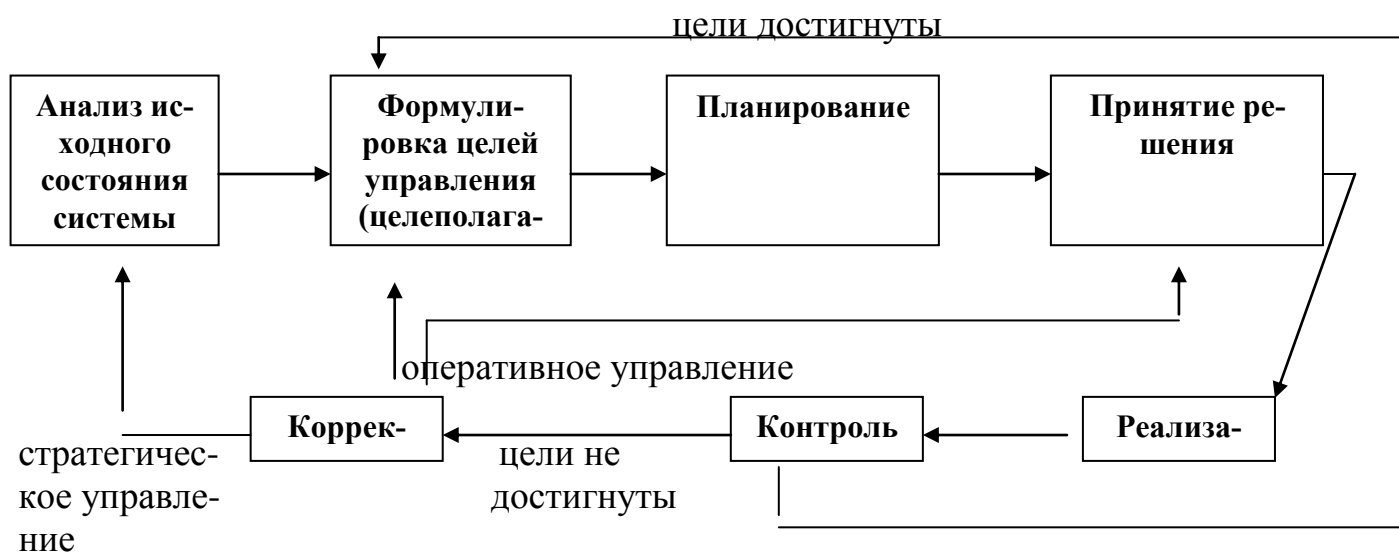 цели достигнуты
Анализ ис-
ходного
состояния
системы
Формули-
ровка целей
управления
(целеполага-
Планирование
Принятие ре-
шения
оперативное управление
Коррек-
Контроль
Реализа-
стратегичес-
кое управле-
ние
цели не
достигнуты